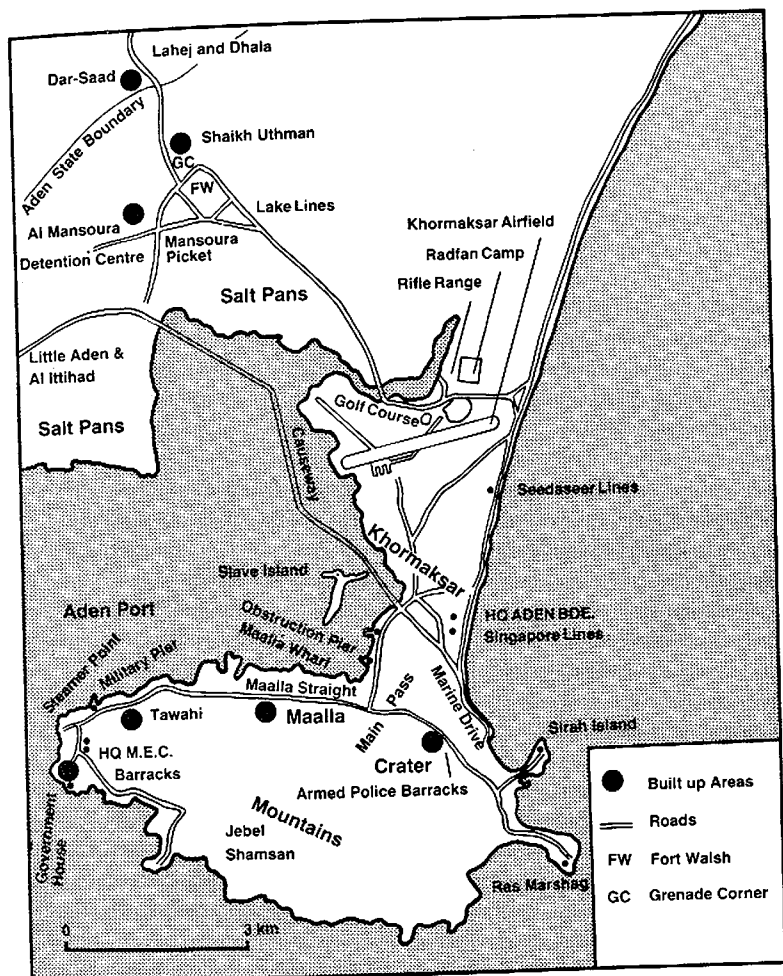 Lahej and Dhala
Dar-Saad
Aden State Boundary
Shaikh Uthman
GC
FW
Lake Lines
Al Mansoura
Mansoura
Picket
Detention Centre
Khormaksar Airfield
Radfan Camp
Rifle Range
Salt Pans
Little Aden &
Al Ittihad
Golf Course
Salt Pans
Causeway
Seedaseer Lines
Khormaksar
Slave Island
Aden Port
Obstruction Pier
Maalla Wharf
HQ ADEN BDE.
Singapore Lines
Steamer Point
Military Pier
Maalla Straight
Main Pass
Marine Drive
Tawahi
Maalla
Sirah Island
HQ M.E.C.
Barracks
Crater
Armed Police Barracks
Government
House
Mountains
Jebel
Shamsan
Ras Marshag
0 3 km
Built up Areas
Roads
FW Fort Walsh
GC Grenade Corner